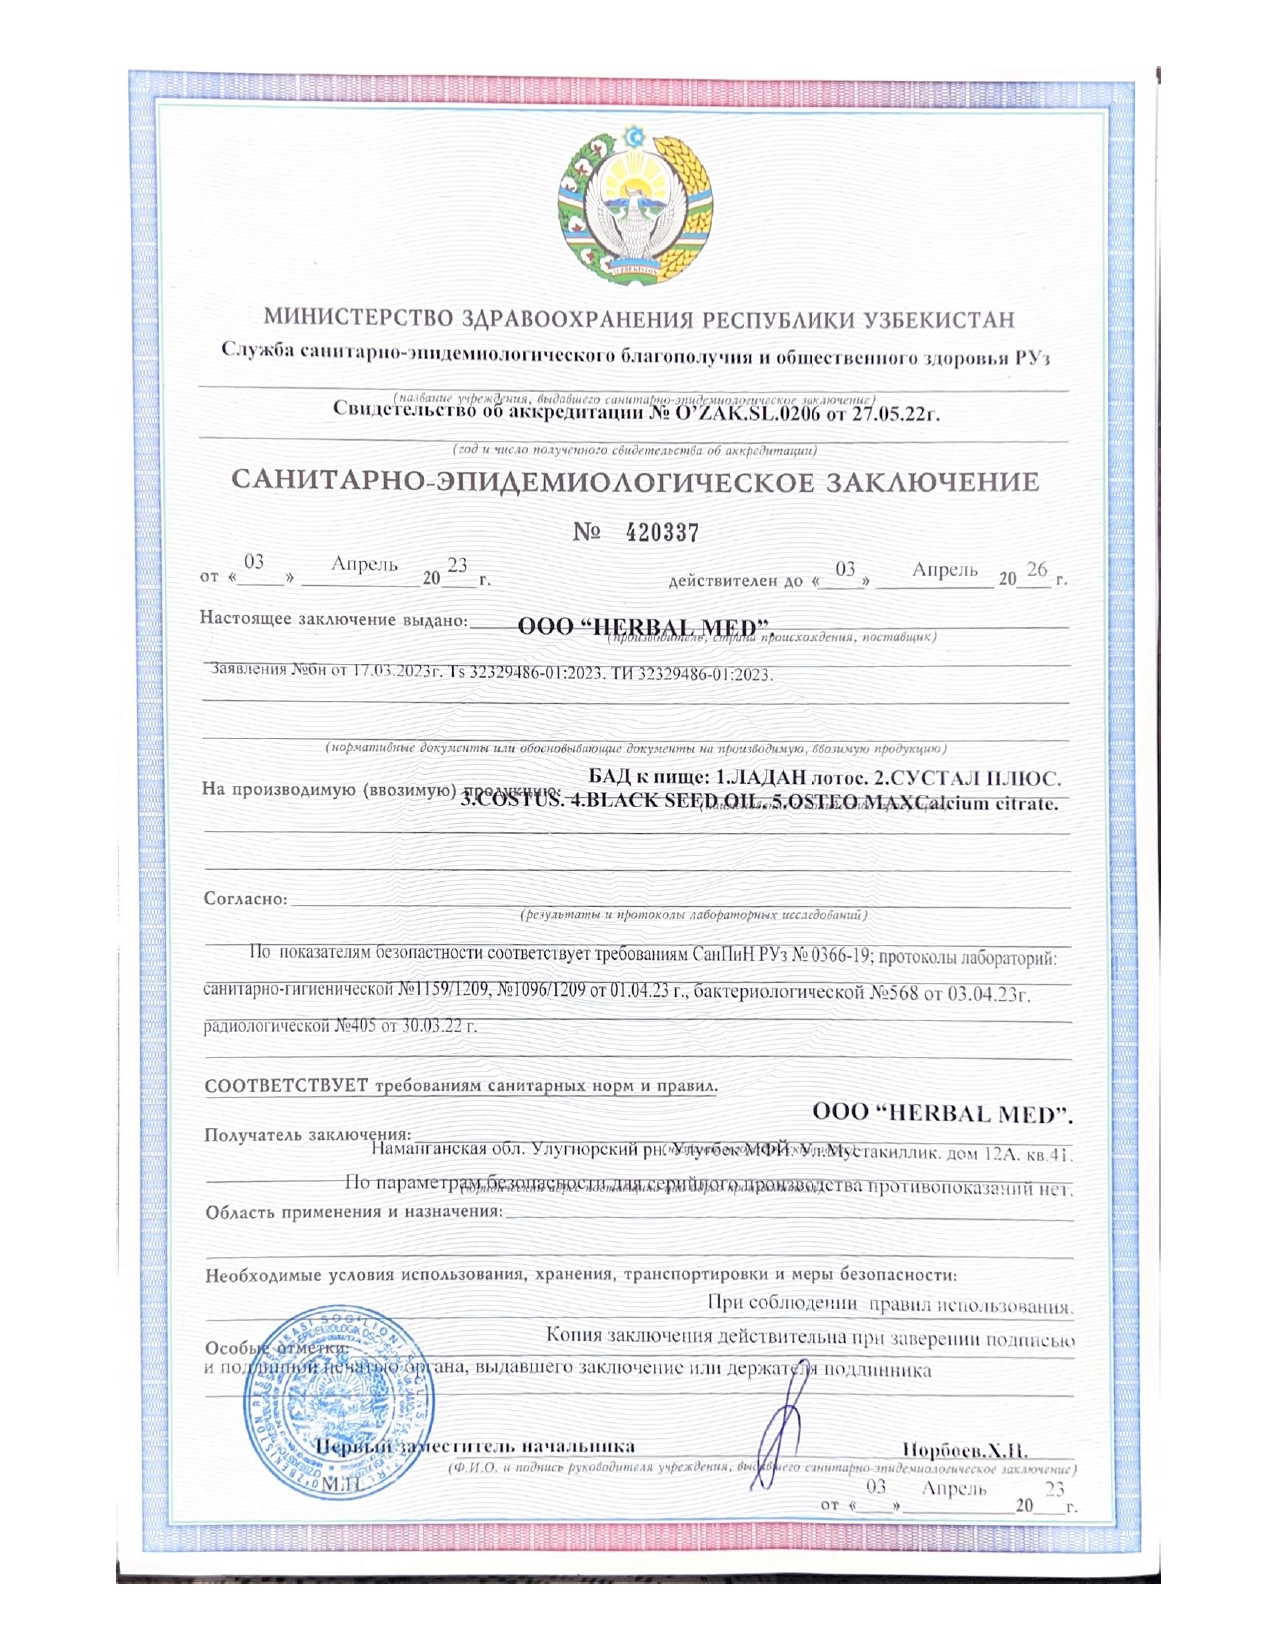 МИНИСТЕРСТВО ЗДРАВООХРАНЕНИЯ РЕСПУБЛИКИ УЗБЕКИСТАН
Служба санитарно-эпидемиологического благополучия и общественного здоровья РУз
(название учреждения, выдавшего санитарно-эпидемиологическое заключение)
Свидетельство об аккредитации № O’ZAK.SL.0206 от 27.05.22г.
(год и число полученного свидетельства об аккредитации)
САНИТАРНО-ЭПИДЕМИОЛОГИЧЕСКОЕ ЗАКЛЮЧЕНИЕ
№ 420337
от « 03 » Апрель 20 23 г. действителен до « 03 » Апрель 20 26 г.
Настоящее заключение выдано: ООО “HERBAL MED”.
(производитель, страна происхождения, поставщик)
Заявления №бн от 17.03.2023г. Ts 32329486-01:2023. ТИ 32329486-01:2023.
(нормативные документы или обосновывающие документы на производимую, ввозимую продукцию)
БАД к пище: 1.ЛАДАН лотос. 2.СУСТАЛ ПЛЮС.
На производимую (ввозимую) продукцию:
3.COSTUS. 4.BLACK SEED OIL. 5.OSTEO MAXCalcium citrate.
Согласно:
(результаты и протоколы лабораторных исследований)
По показателям безопастности соответствует требованиям СанПиН РУз № 0366-19; протоколы лабораторий:
санитарно-гигиенической №1159/1209, №1096/1209 от 01.04.23 г., бактериологической №568 от 03.04.23г.
радиологической №405 от 30.03.22 г.
СООТВЕТСТВУЕТ требованиям санитарных норм и правил.
ООО “HERBAL MED”.
Получатель заключения:
Наманганская обл. Улугнорский рн. Улугбек МФЙ. Ул.Мустакиллик. дом 12А. кв.41.
По параметрам безопасности для серийного производства противопоказаний нет.
Область применения и назначения:
Необходимые условия использования, хранения, транспортировки и меры безопасности:
При соблюдении правил использования.
Особые отметки: Копия заключения действительна при заверении подписью
и подлинной печатью органа, выдавшего заключение или держателя подлинника
Первый заместитель начальника Норбоев.Х.Н.
(Ф.И.О. и подпись руководителя учреждения, выдавшего санитарно-эпидемиологическое заключение)
М.П.
от « 03 » Апрель 20 23 г.